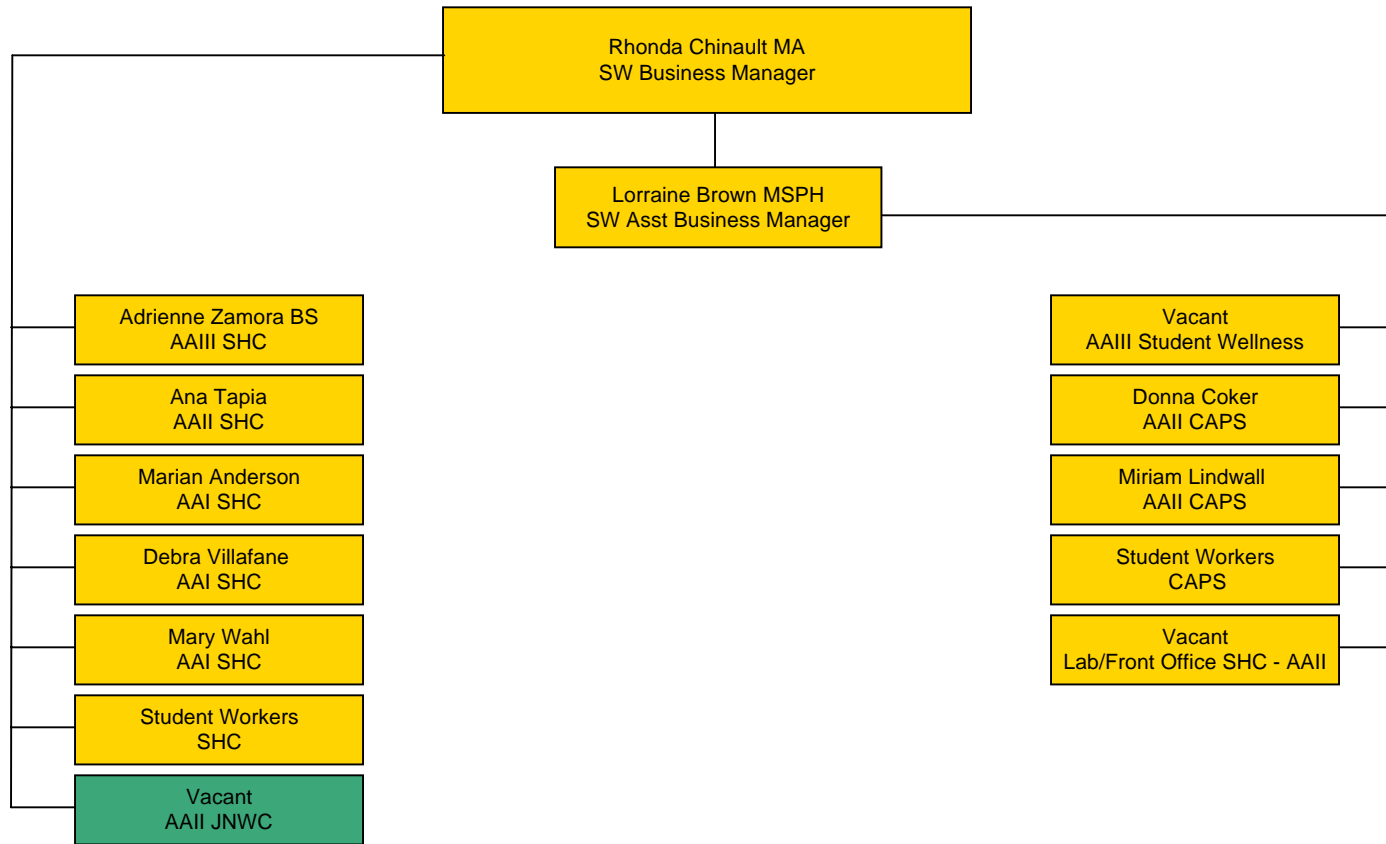 Rhonda Chinault MA
SW Business Manager
Lorraine Brown MSPH
SW Asst Business Manager
Adrienne Zamora BS
AAIII SHC
Ana Tapia
AAII SHC
Marian Anderson
AAI SHC
Debra Villafane
AAI SHC
Mary Wahl
AAI SHC
Student Workers
SHC
Vacant
AAII JNWC
Vacant
AAIII Student Wellness
Donna Coker
AAII CAPS
Miriam Lindwall
AAII CAPS
Student Workers
CAPS
Vacant
Lab/Front Office SHC - AAII